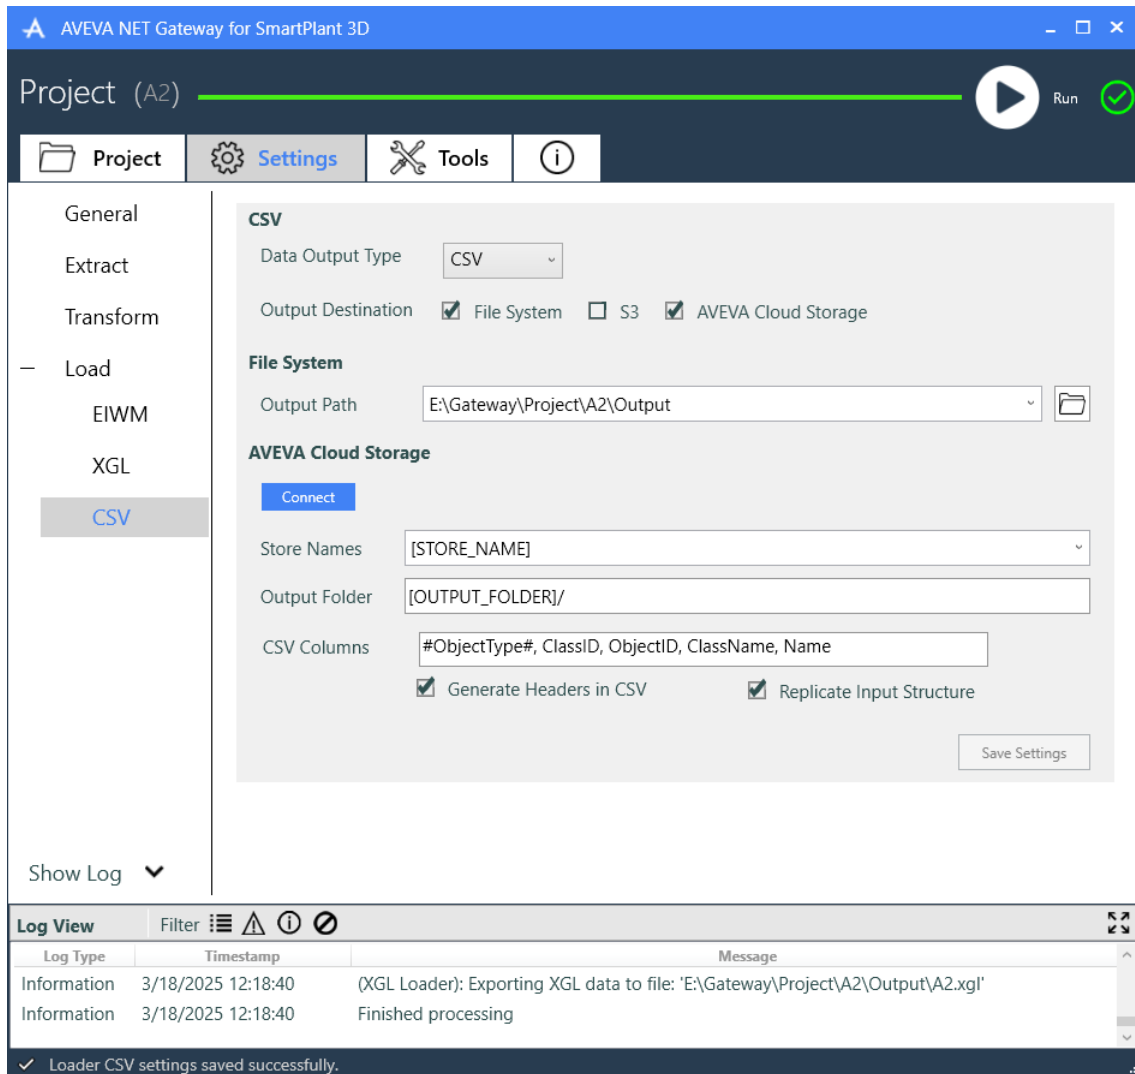 AVEVA NET Gateway for SmartPlant 3D
Project (A2)
Run
Project Settings Tools
General
Extract
Transform
Load
EIWM
XGL
CSV
CSV
Data Output Type CSV
Output Destination File System S3 AVEVA Cloud Storage
File System
Output Path E:\Gateway\Project\A2\Output
AVEVA Cloud Storage
Connect
Store Names [STORE_NAME]
Output Folder [OUTPUT_FOLDER]/
CSV Columns #ObjectType#, ClassID, ObjectID, ClassName, Name
Generate Headers in CSV Replicate Input Structure
Save Settings
Show Log
Log View Filter
Log Type Timestamp Message
Information 3/18/2025 12:18:40 (XGL Loader): Exporting XGL data to file: 'E:\Gateway\Project\A2\Output\A2.xgl'
Information 3/18/2025 12:18:40 Finished processing
Loader CSV settings saved successfully.